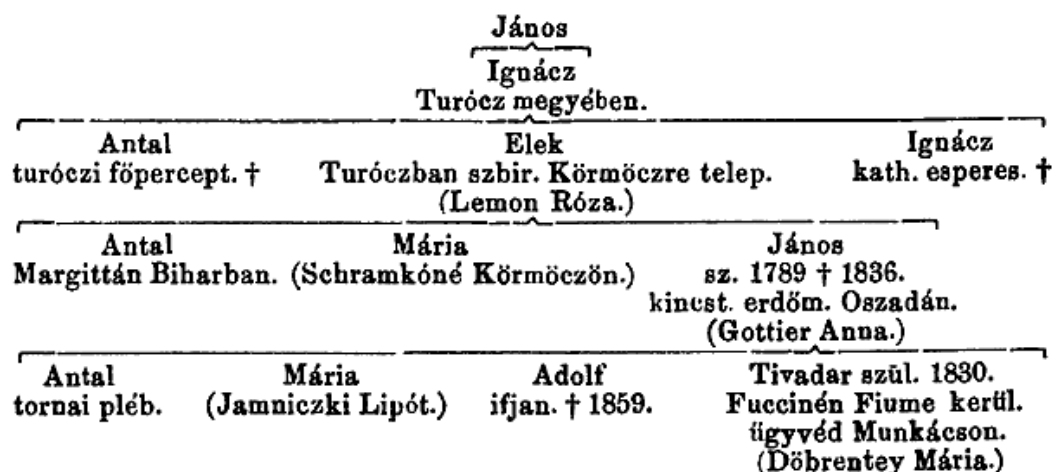 János
Ignácz
Turócz megyében.
Antal Elek Ignácz
turóczi főpercept. † Turóczban szbir. Körmöczre telep. kath. esperes. †
(Lemon Róza.)
Antal Mária János
Margittán Biharban. (Schramkóné Körmöczön.) sz. 1789 † 1836.
kincst. erdőm. Oszadán.
(Gottier Anna.)
Antal Mária Adolf Tivadar szül. 1830.
tornai pléb. (Jamniczki Lipót.) ifjan. † 1859. Fuccinén Fiume kerül.
ügyvéd Munkácson.
(Döbrentey Mária.)